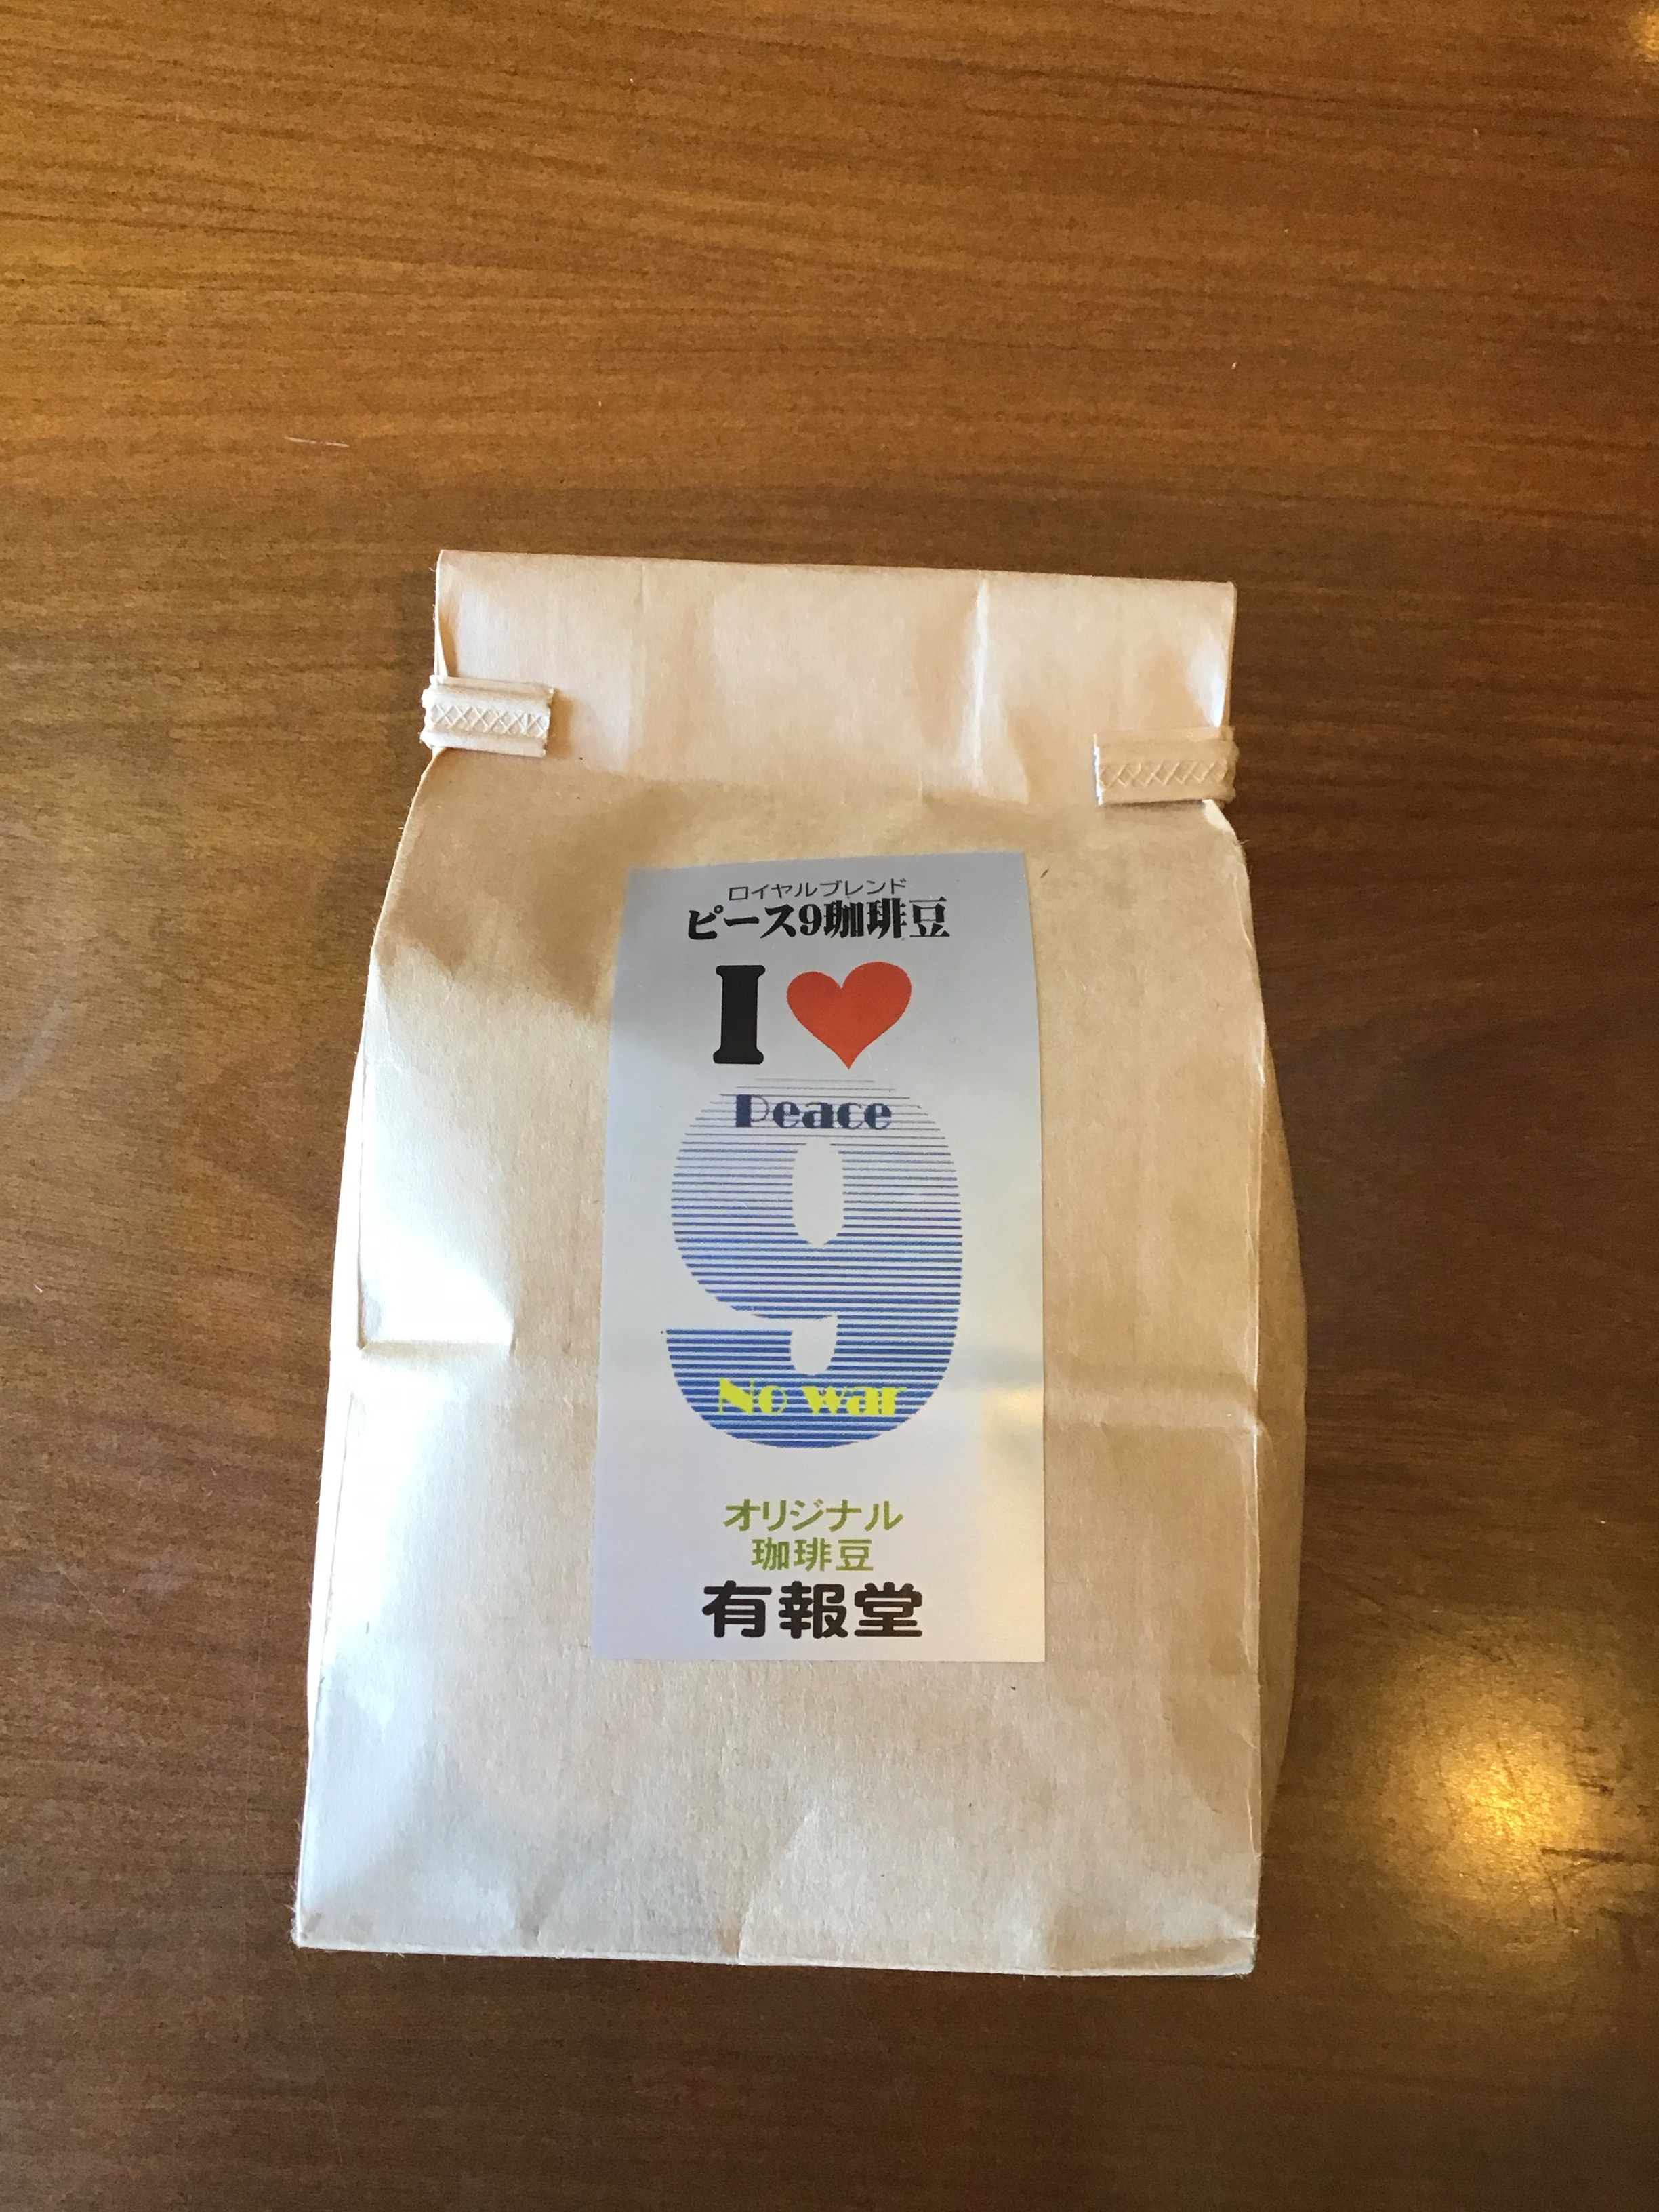 ロイヤルブレンド
ピース9珈琲豆
I ♥
Peace
9
No war
オリジナル
珈琲豆
有報堂